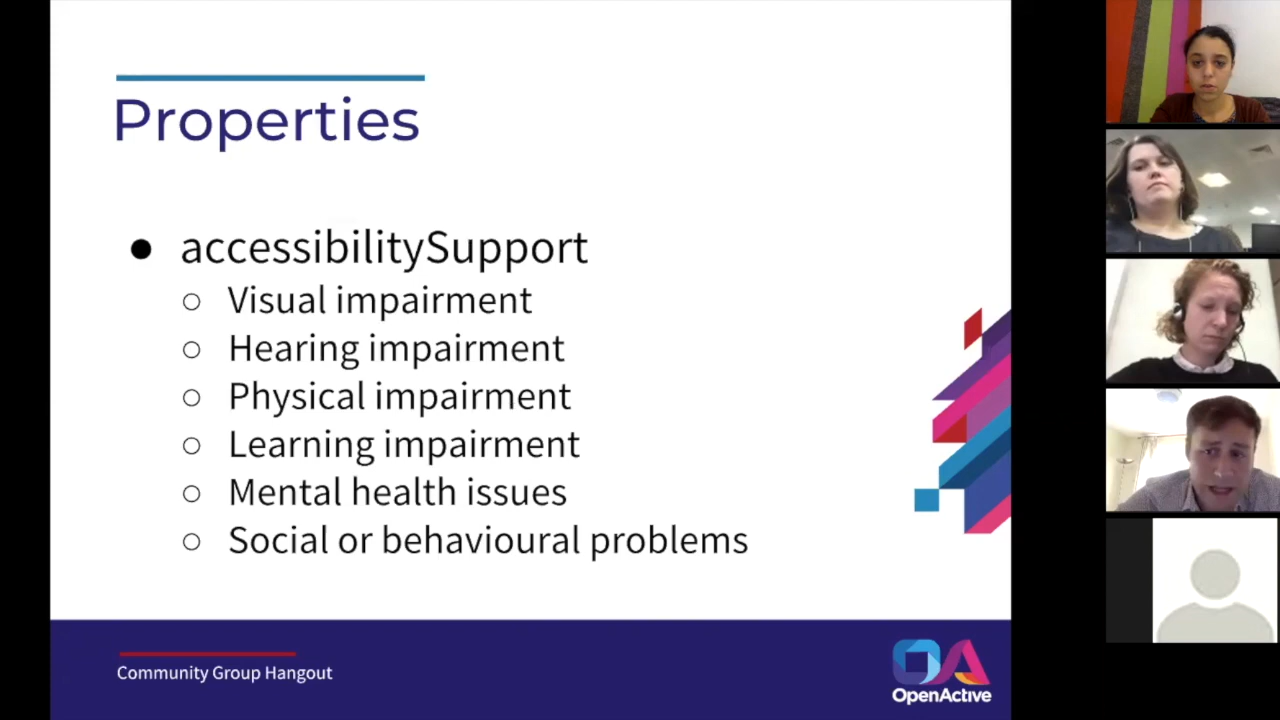 Properties
accessibilitySupport
Visual impairment
Hearing impairment
Physical impairment
Learning impairment
Mental health issues
Social or behavioural problems
Community Group Hangout
OA
OpenActive